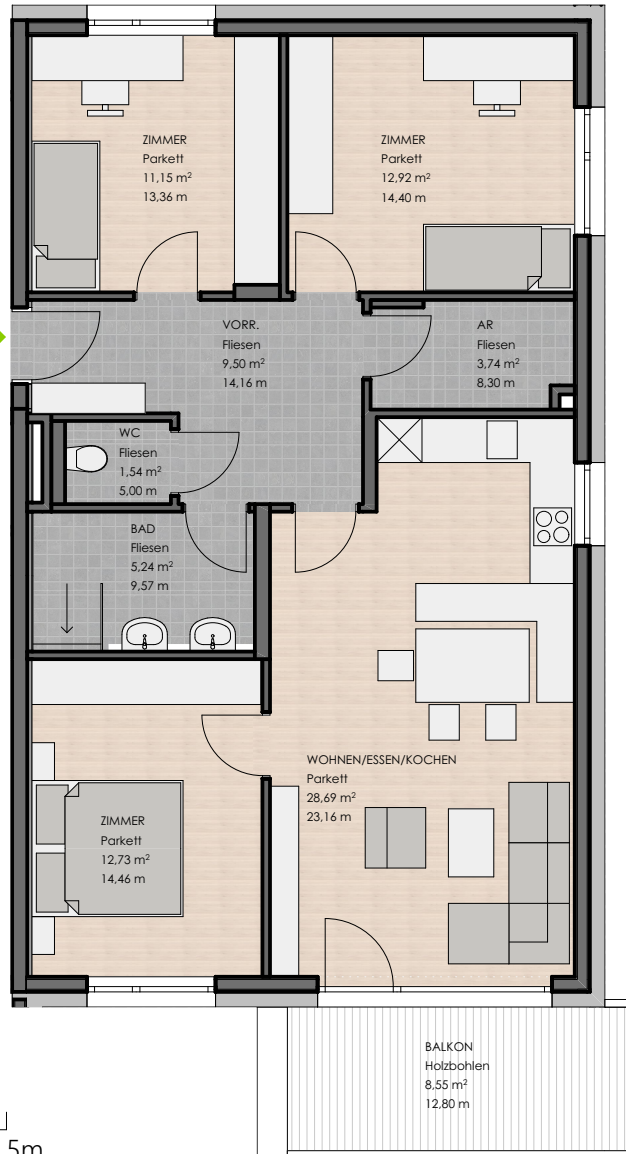 ZIMMER
Parkett
11,15 m²
13,36 m
ZIMMER
Parkett
12,92 m²
14,40 m
VORR.
Fliesen
9,50 m²
14,16 m
AR
Fliesen
3,74 m²
8,30 m
WC
Fliesen
1,54 m²
5,00 m
BAD
Fliesen
5,24 m²
9,57 m
WOHNEN/ESSEN/KOCHEN
Parkett
28,69 m²
23,16 m
ZIMMER
Parkett
12,73 m²
14,46 m
BALKON
Holzbohlen
8,55 m²
12,80 m
5m